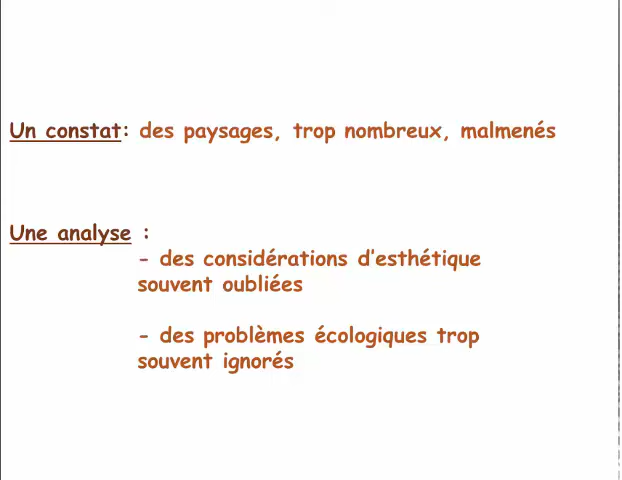 Un constat: des paysages, trop nombreux, malmenés
Une analyse :
- des considérations d'esthétique
souvent oubliées
- des problèmes écologiques trop
souvent ignorés